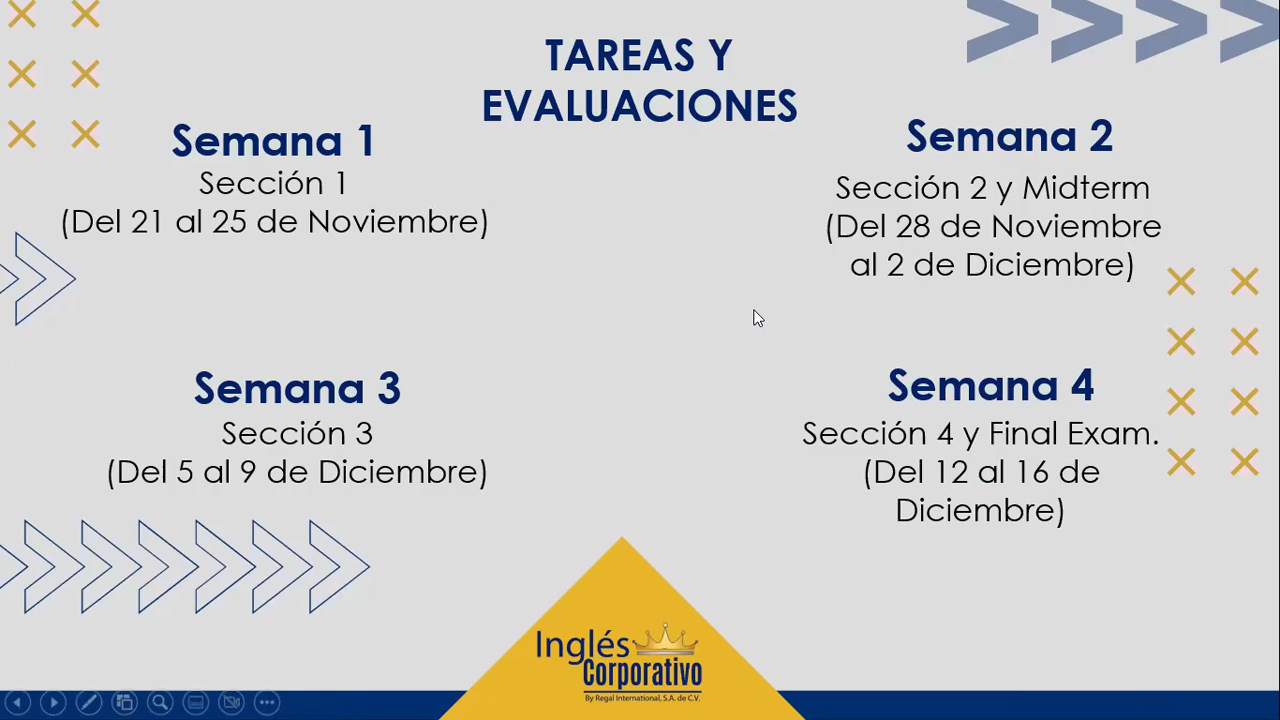 TAREAS Y
EVALUACIONES
Semana 1
Sección 1
(Del 21 al 25 de Noviembre)
Semana 2
Sección 2 y Midterm
(Del 28 de Noviembre
al 2 de Diciembre)
Semana 3
Sección 3
(Del 5 al 9 de Diciembre)
Semana 4
Sección 4 y Final Exam.
(Del 12 al 16 de
Diciembre)
Inglés
Corporativo
By Regal International, S.A. de C.V.